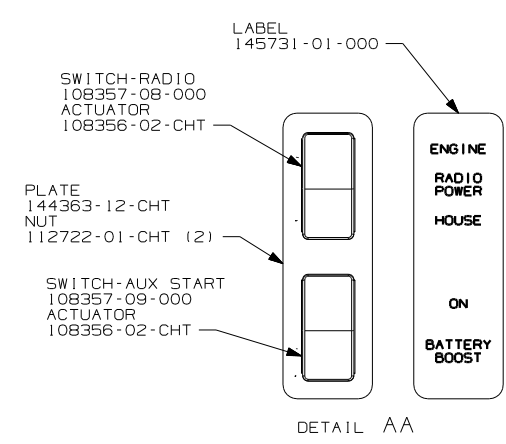 LABEL
145731-01-000
SWITCH-RADIO
108357-08-000
ACTUATOR
108356-02-CHT
ENGINE
RADIO
POWER
HOUSE
PLATE
144363-12-CHT
NUT
112722-01-CHT (2)
SWITCH-AUX START
108357-09-000
ACTUATOR
108356-02-CHT
ON
BATTERY
BOOST
DETAIL AA